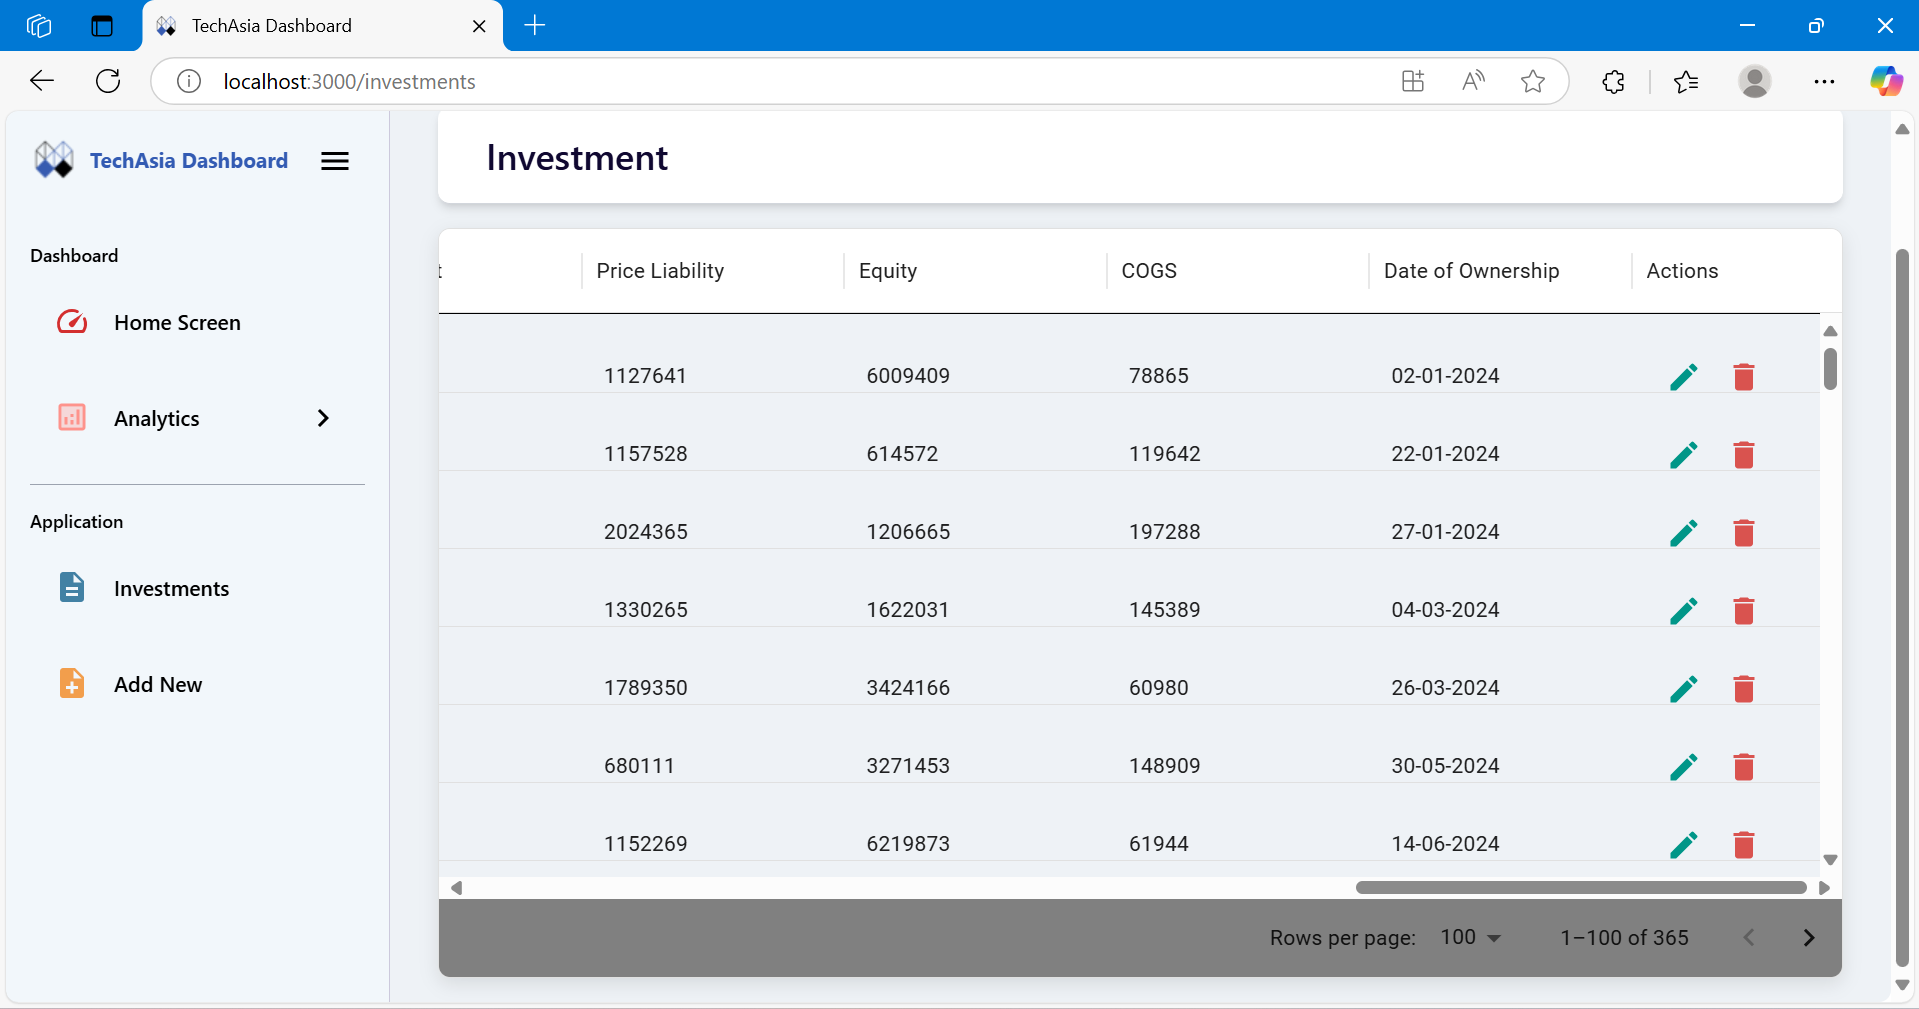 TechAsia Dashboard
localhost:3000/investments
TechAsia Dashboard
Dashboard
Home Screen
Analytics
Application
Investments
Add New
Investment
t Price Liability Equity COGS Date of Ownership Actions
1127641 6009409 78865 02-01-2024
1157528 614572 119642 22-01-2024
2024365 1206665 197288 27-01-2024
1330265 1622031 145389 04-03-2024
1789350 3424166 60980 26-03-2024
680111 3271453 148909 30-05-2024
1152269 6219873 61944 14-06-2024
Rows per page: 100 1–100 of 365